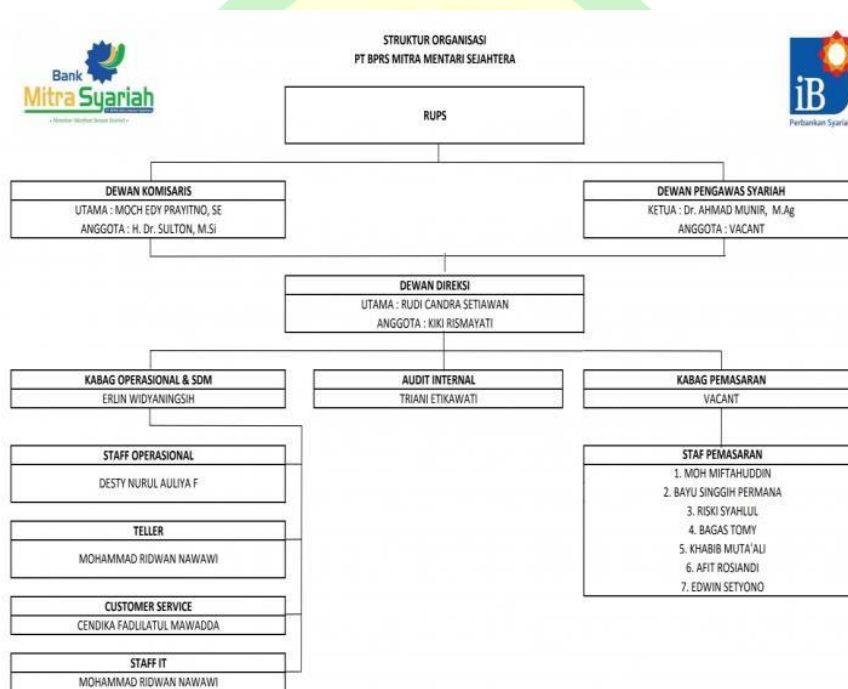 STRUKTUR ORGANISASI
PT BPRS MITRA MENTARI SEJAHTERA
Bank
Mitra Syariah
iB
Perbankan Syaria
RUPS
DEWAN KOMISARIS
UTAMA : MOCH EDY PRAYITNO, SE
ANGGOTA : H. Dr. SULTON, M.Si
DEWAN PENGAWAS SYARIAH
KETUA : Dr. AHMAD MUNIR, M.Ag
ANGGOTA : VACANT
DEWAN DIREKSI
UTAMA : RUDI CANDRA SETIAWAN
ANGGOTA : KIKI RISMAYATI
KABAG OPERASIONAL & SDM
ERLIN WIDYANINGSIH
AUDIT INTERNAL
TRIANI ETIKAWATI
KABAG PEMASARAN
VACANT
STAFF OPERASIONAL
DESTY NURUL AULIYA F
TELLER
MOHAMMAD RIDWAN NAWAWI
CUSTOMER SERVICE
CENDIKA FADLILATUL MAWADDA
STAFF IT
MOHAMMAD RIDWAN NAWAWI
STAF PEMASARAN
1. MOH MIFTAHUDDIN
2. BAYU SINGGIH PERMANA
3. RISKI SYAHLUL
4. BAGAS TOMY
5. KHABIB MUTA'ALI
6. AFIT ROSIANDI
7. EDWIN SETYONO